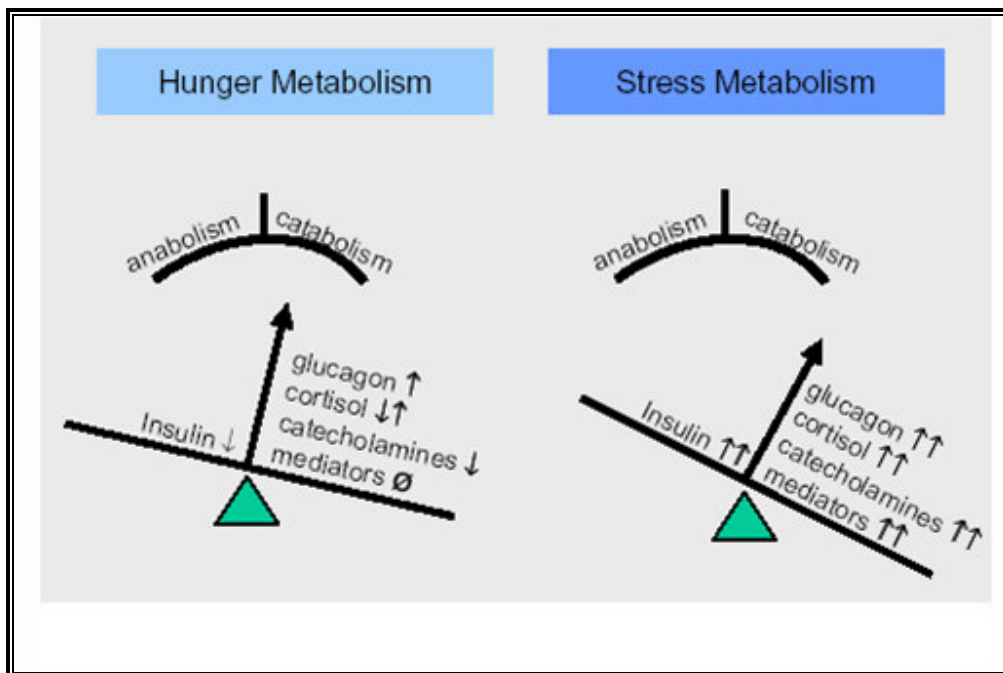 Hunger Metabolism
anabolism
catabolism
Insulin ↓
glucagon ↑
cortisol ↓↑
catecholamines ↓
mediators Ø
Stress Metabolism
anabolism
catabolism
Insulin ↑↑
glucagon ↑↑
cortisol ↑↑
catecholamines ↑↑
mediators ↑↑